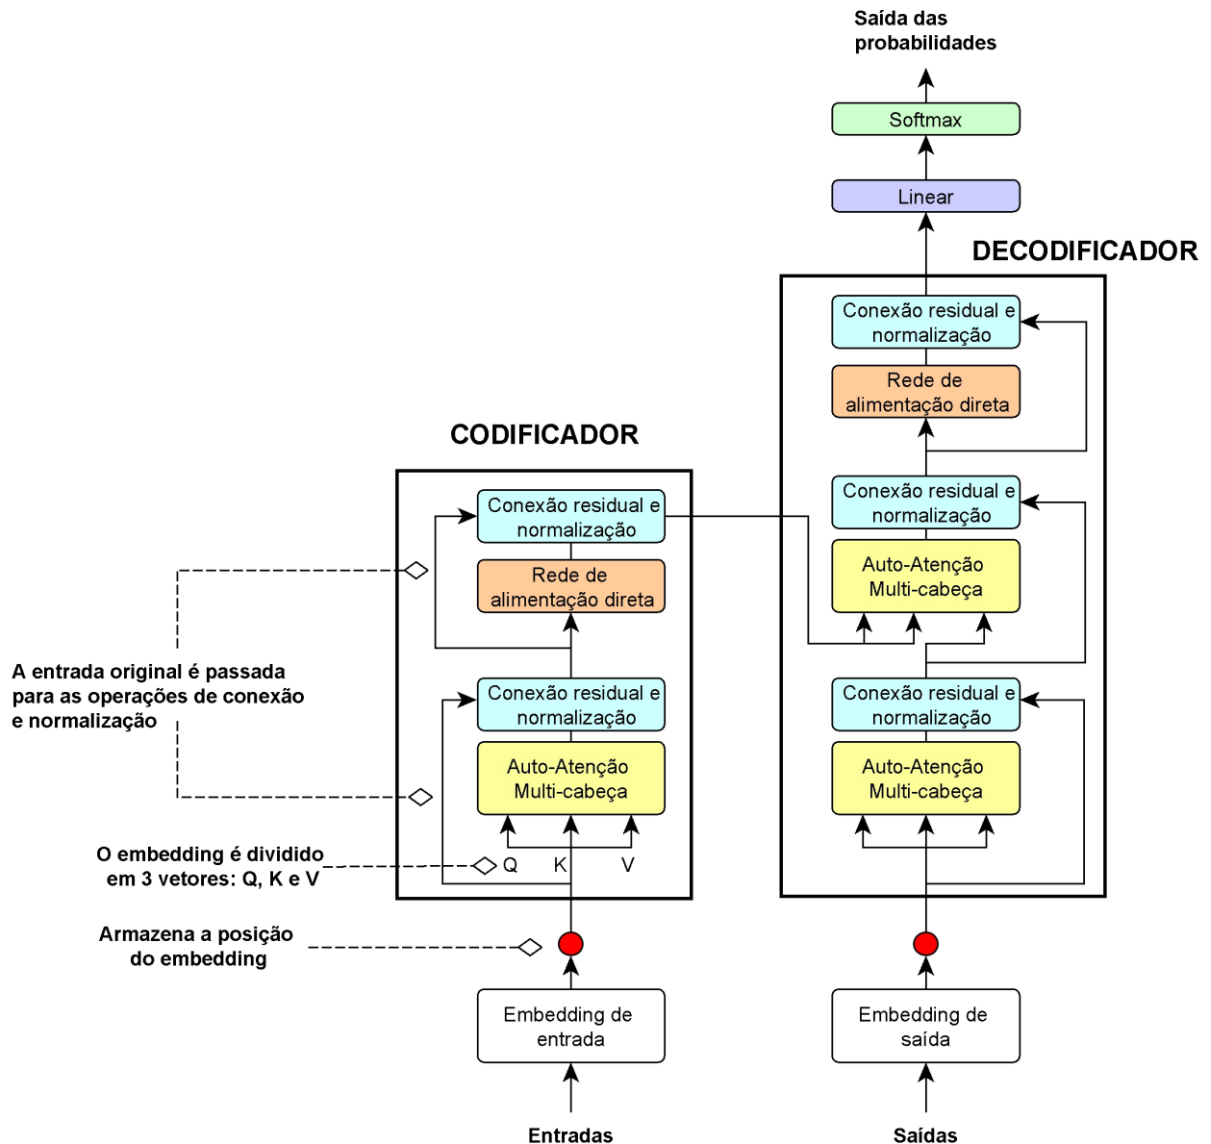 Saída das
probabilidades
Softmax
Linear
DECODIFICADOR
Conexão residual e
normalização
Rede de
alimentação direta
Conexão residual e
normalização
Auto-Atenção
Multi-cabeça
Conexão residual e
normalização
Auto-Atenção
Multi-cabeça
Embedding de
saída
Saídas
CODIFICADOR
Conexão residual e
normalização
Rede de
alimentação direta
Conexão residual e
normalização
Auto-Atenção
Multi-cabeça
Q K V
Embedding de
entrada
Entradas
A entrada original é passada
para as operações de conexão
e normalização
O embedding é dividido
em 3 vetores: Q, K e V
Armazena a posição
do embedding